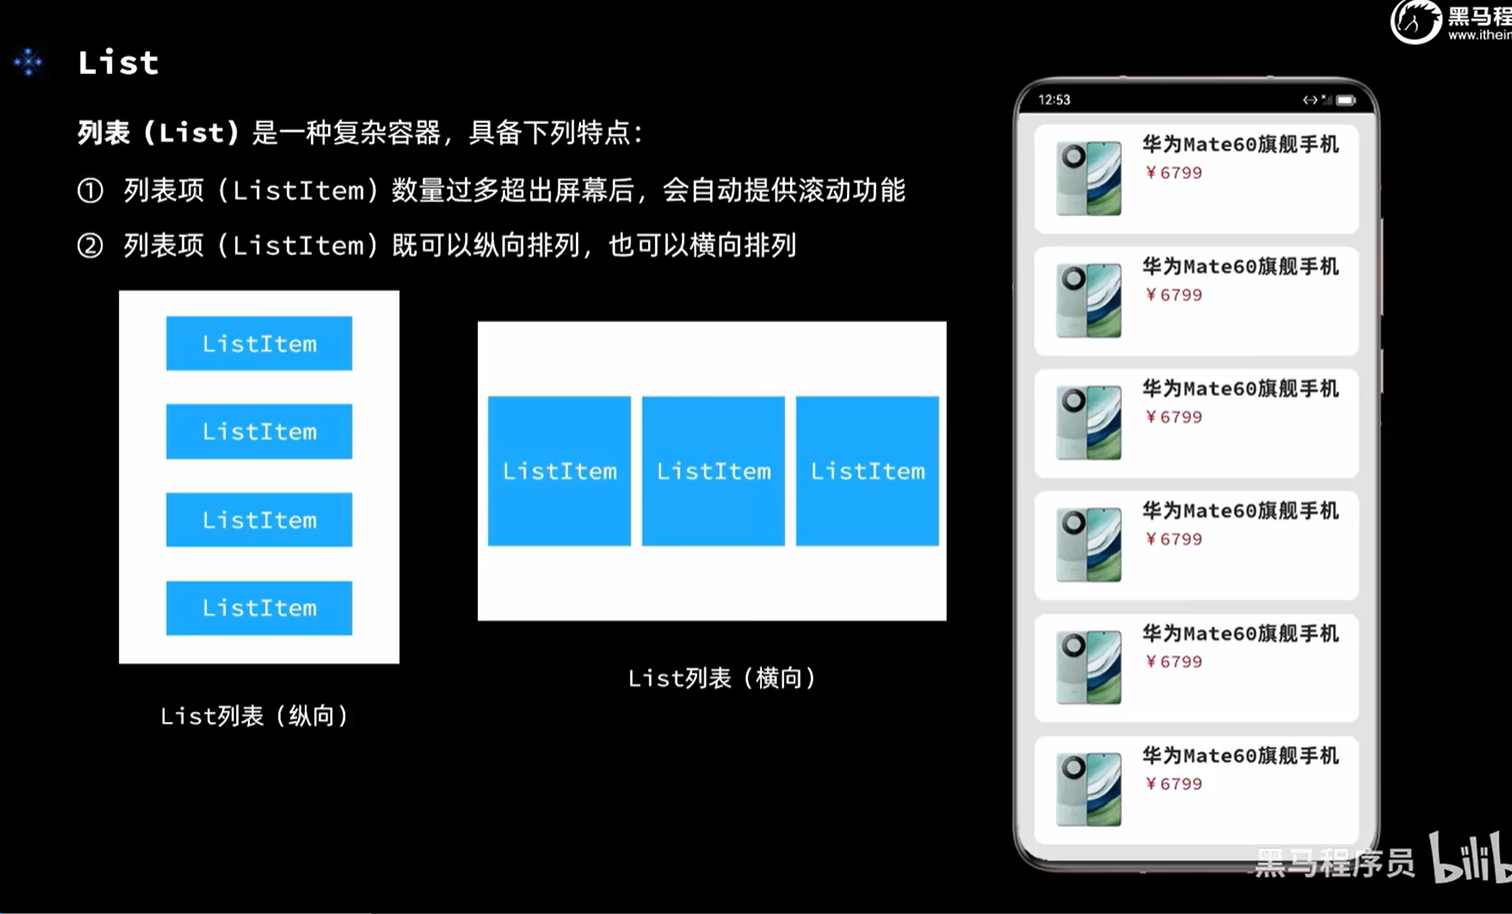 List
列表（List）是一种复杂容器，具备下列特点：
① 列表项（ListItem）数量过多超出屏幕后，会自动提供滚动功能
② 列表项（ListItem）既可以纵向排列，也可以横向排列
ListItem
ListItem
ListItem
ListItem
List列表（纵向）
ListItem ListItem ListItem
List列表（横向）
12:53
华为Mate60旗舰手机
￥6799
华为Mate60旗舰手机
￥6799
华为Mate60旗舰手机
￥6799
华为Mate60旗舰手机
￥6799
华为Mate60旗舰手机
￥6799
华为Mate60旗舰手机
￥6799
黑马程
www.ithei
黑马程序员 bilib